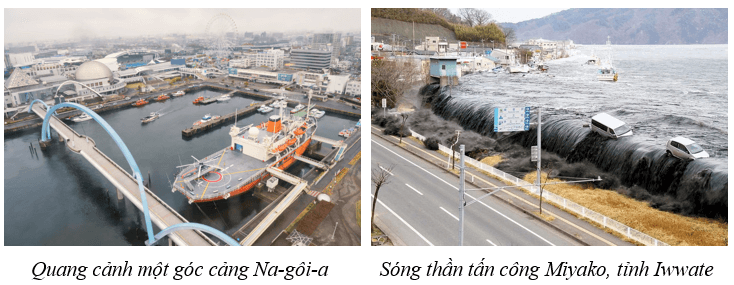 Quang cảnh một góc cảng Na-gôi-a
Sóng thần tấn công Miyako, tỉnh Iwwate